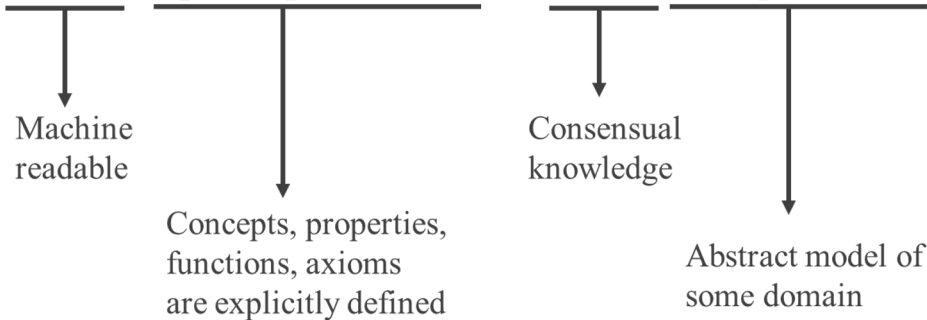 Machine
readable
Concepts, properties,
functions, axioms
are explicitly defined
Consensual
knowledge
Abstract model of
some domain